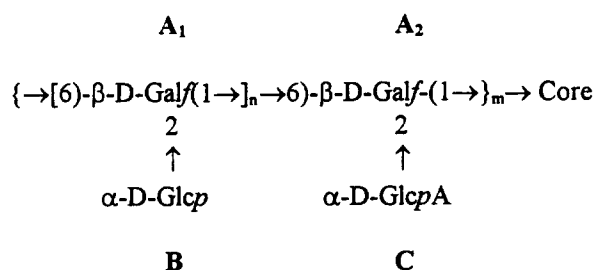 A₁ A₂
{→[6)-β-D-Galf(1→]ₙ→6)-β-D-Galf-(1→}ₘ→ Core
2 2
↑ ↑
α-D-Glcp α-D-GlcpA
B C